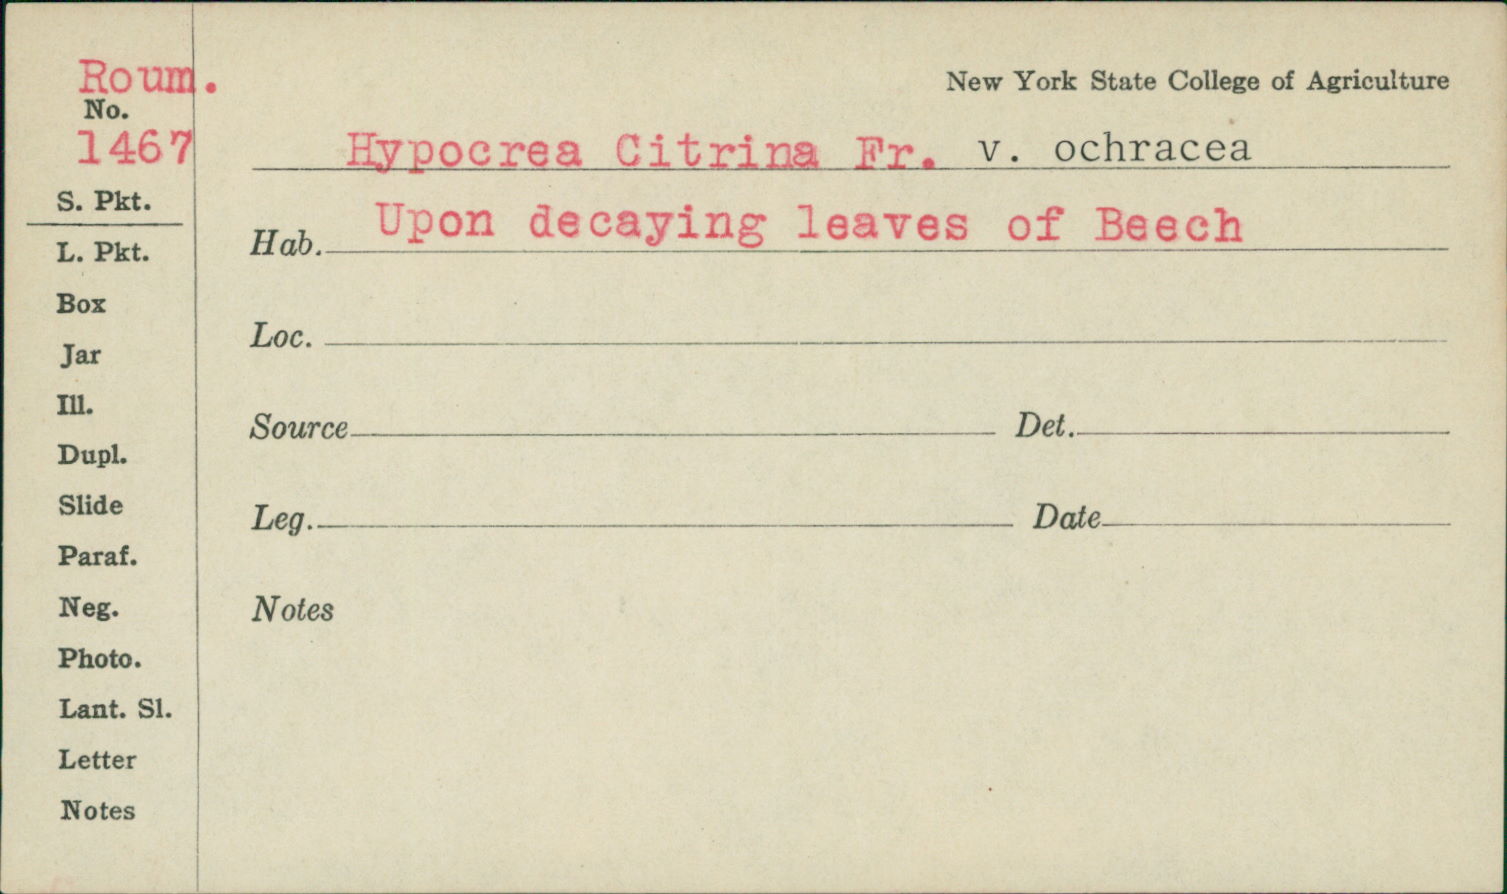 Roum.
No.
1467
S. Pkt.
L. Pkt.
Box
Jar
Ill.
Dupl.
Slide
Paraf.
Neg.
Photo.
Lant. Sl.
Letter
Notes
New York State College of Agriculture
Hypocrea Citrina Fr. v. ochracea
Hab. Upon decaying leaves of Beech
Loc.
Source Det.
Leg. Date
Notes